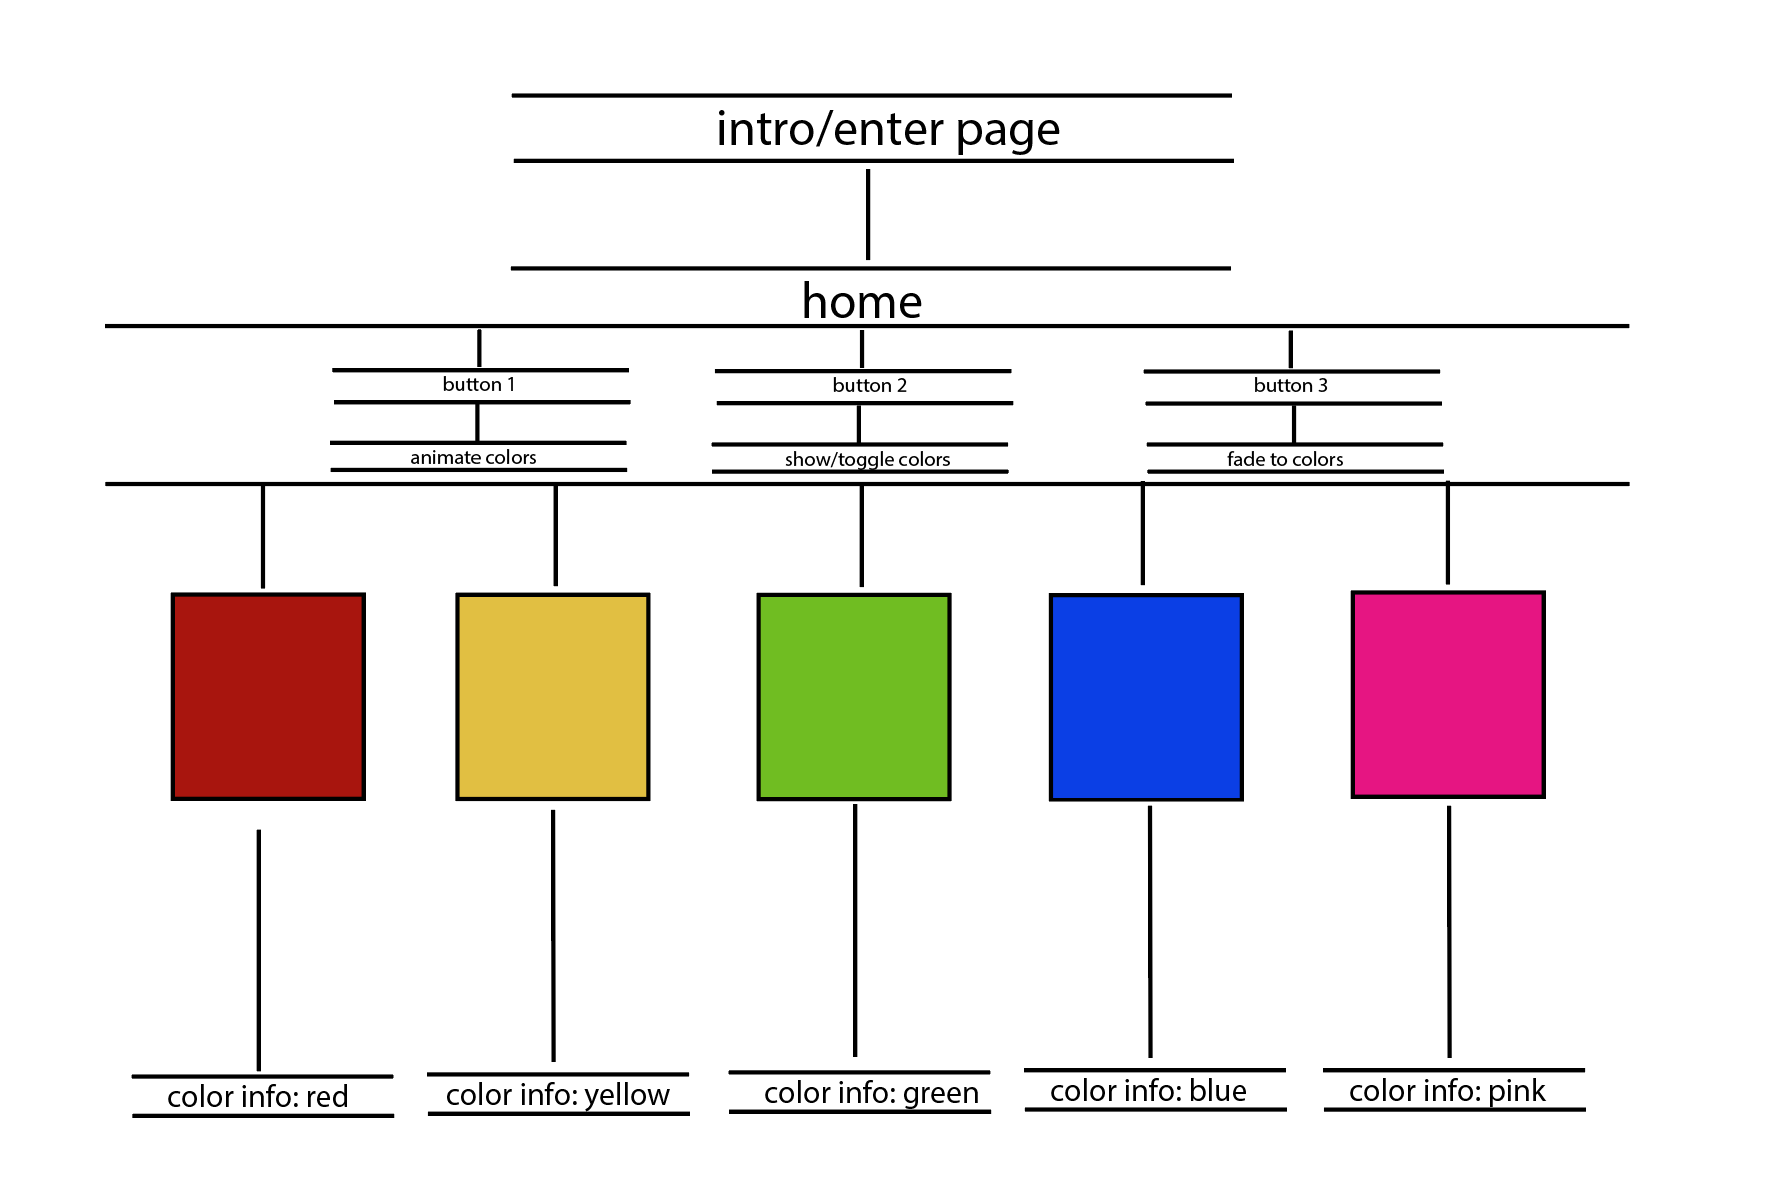 intro/enter page
home
button 1
button 2
button 3
animate colors
show/toggle colors
fade to colors
color info: red
color info: yellow
color info: green
color info: blue
color info: pink